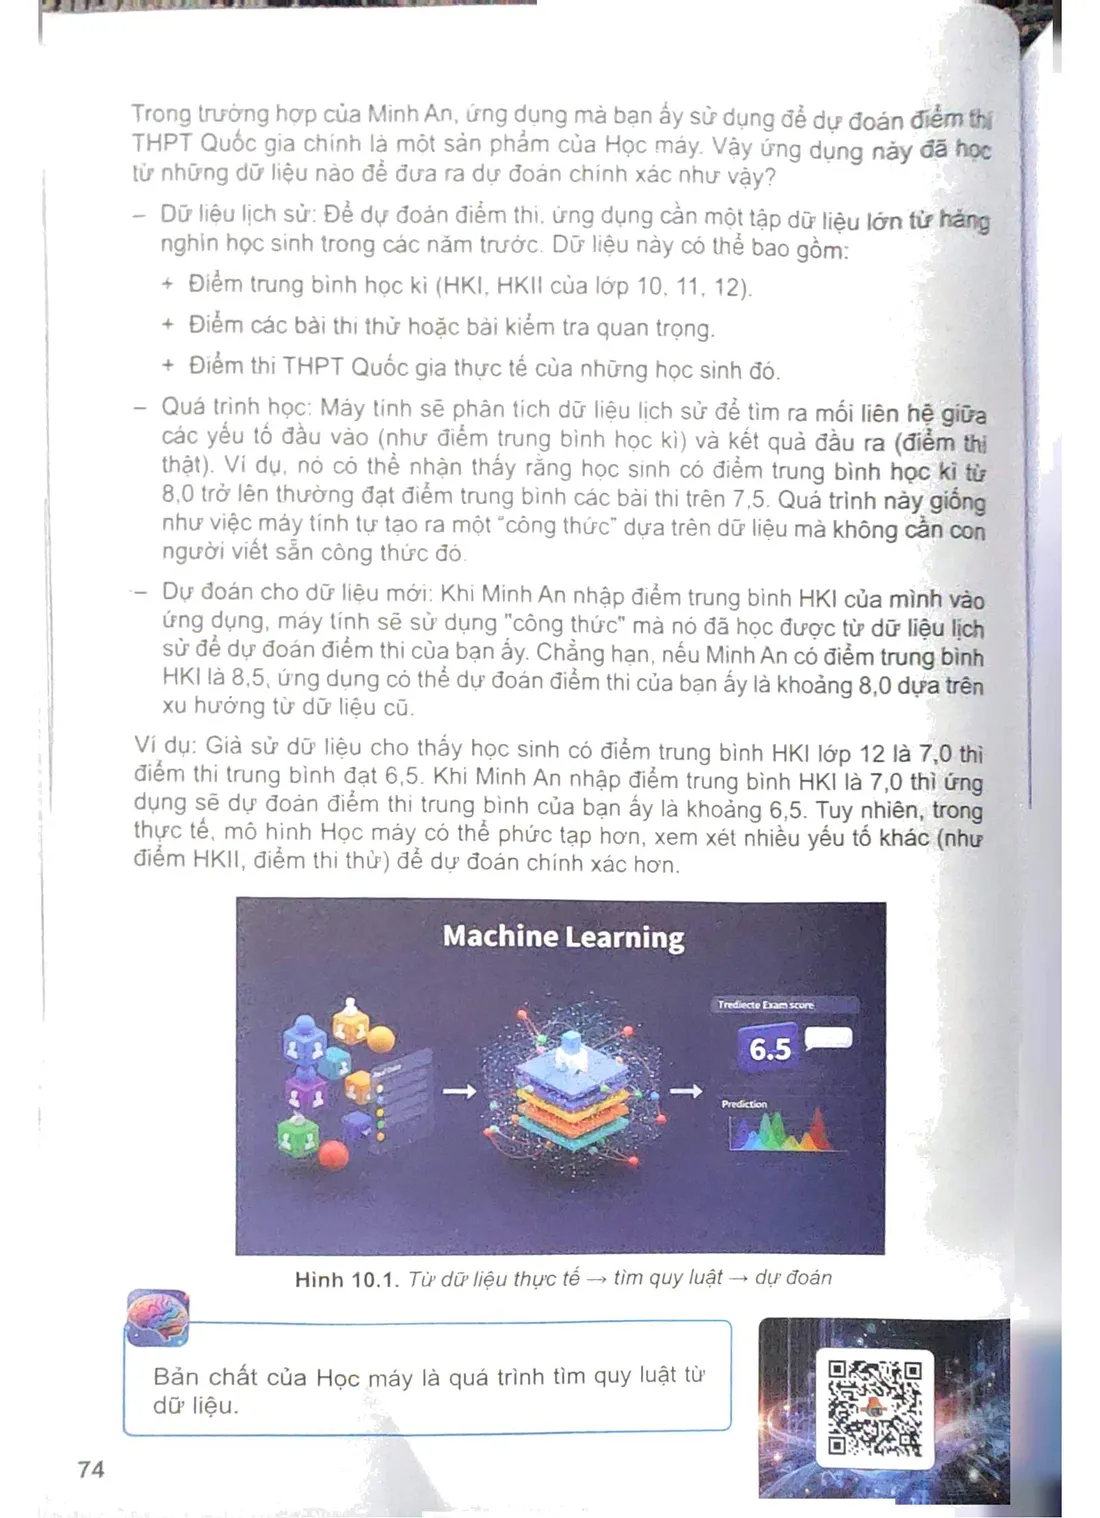 Trong trường hợp của Minh An, ứng dụng mà bạn ấy sử dụng để dự đoán điểm thi
THPT Quốc gia chính là một sản phẩm của Học máy. Vậy ứng dụng này đã học
từ những dữ liệu nào để đưa ra dự đoán chính xác như vậy?
– Dữ liệu lịch sử: Để dự đoán điểm thi, ứng dụng cần một tập dữ liệu lớn từ hàng
nghìn học sinh trong các năm trước. Dữ liệu này có thể bao gồm:
+ Điểm trung bình học kì (HKI, HKII của lớp 10, 11, 12).
+ Điểm các bài thi thử hoặc bài kiểm tra quan trọng.
+ Điểm thi THPT Quốc gia thực tế của những học sinh đó.
– Quá trình học: Máy tính sẽ phân tích dữ liệu lịch sử để tìm ra mối liên hệ giữa
các yếu tố đầu vào (như điểm trung bình học kì) và kết quả đầu ra (điểm thi
thật). Ví dụ, nó có thể nhận thấy rằng học sinh có điểm trung bình học kì từ
8,0 trở lên thường đạt điểm trung bình các bài thi trên 7,5. Quá trình này giống
như việc máy tính tự tạo ra một "công thức" dựa trên dữ liệu mà không cần con
người viết sẵn công thức đó.
– Dự đoán cho dữ liệu mới: Khi Minh An nhập điểm trung bình HKI của mình vào
ứng dụng, máy tính sẽ sử dụng "công thức" mà nó đã học được từ dữ liệu lịch
sử để dự đoán điểm thi của bạn ấy. Chẳng hạn, nếu Minh An có điểm trung bình
HKI là 8,5, ứng dụng có thể dự đoán điểm thi của bạn ấy là khoảng 8,0 dựa trên
xu hướng từ dữ liệu cũ.
Ví dụ: Giả sử dữ liệu cho thấy học sinh có điểm trung bình HKI lớp 12 là 7,0 thì
điểm thi trung bình đạt 6,5. Khi Minh An nhập điểm trung bình HKI là 7,0 thì ứng
dụng sẽ dự đoán điểm thi trung bình của bạn ấy là khoảng 6,5. Tuy nhiên, trong
thực tế, mô hình Học máy có thể phức tạp hơn, xem xét nhiều yếu tố khác (như
điểm HKII, điểm thi thử) để dự đoán chính xác hơn.
Machine Learning
Trediecte Exam score
6.5
Prediction
Hình 10.1. Từ dữ liệu thực tế → tìm quy luật → dự đoán
Bản chất của Học máy là quá trình tìm quy luật từ
dữ liệu.
74